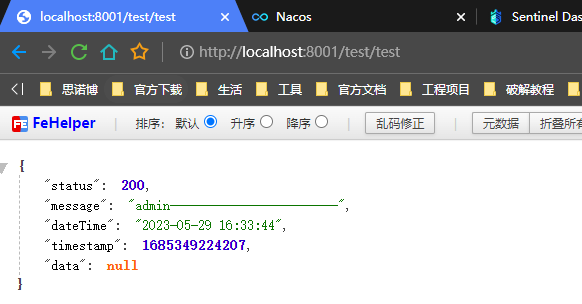 localhost:8001/test/test Nacos Sentinel Das
http://localhost:8001/test/test
思诺博 官方下载 生活 工具 官方文档 工程项目 破解教程
FeHelper 排序: 默认 升序 降序 乱码修正 元数据 折叠所
{
"status": 200,
"message": "admin————————————————",
"dateTime": "2023-05-29 16:33:44",
"timestamp": 1685349224207,
"data": null
}